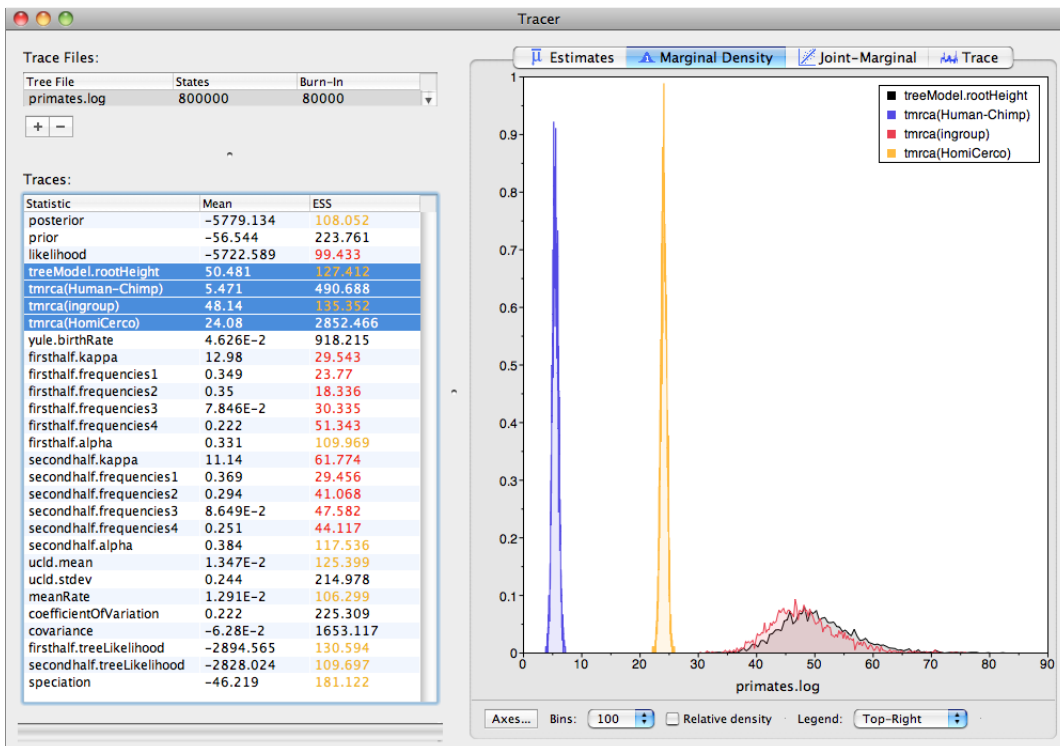 Tracer
Trace Files:
Tree File States Burn-In
primates.log 800000 80000
+ −
Traces:
Statistic Mean ESS
posterior -5779.134 108.052
prior -56.544 223.761
likelihood -5722.589 99.433
treeModel.rootHeight 50.481 127.412
tmrca(Human-Chimp) 5.471 490.688
tmrca(ingroup) 48.14 135.352
tmrca(HomiCerco) 24.08 2852.466
yule.birthRate 4.626E-2 918.215
firsthalf.kappa 12.98 29.543
firsthalf.frequencies1 0.349 23.77
firsthalf.frequencies2 0.35 18.336
firsthalf.frequencies3 7.846E-2 30.335
firsthalf.frequencies4 0.222 51.343
firsthalf.alpha 0.331 109.969
secondhalf.kappa 11.14 61.774
secondhalf.frequencies1 0.369 29.456
secondhalf.frequencies2 0.294 41.068
secondhalf.frequencies3 8.649E-2 47.582
secondhalf.frequencies4 0.251 44.117
secondhalf.alpha 0.384 117.536
ucld.mean 1.347E-2 125.399
ucld.stdev 0.244 214.978
meanRate 1.291E-2 106.299
coefficientOfVariation 0.222 225.309
covariance -6.28E-2 1653.117
firsthalf.treeLikelihood -2894.565 130.594
secondhalf.treeLikelihood -2828.024 109.697
speciation -46.219 181.122
μ Estimates Marginal Density Joint-Marginal Trace
1
0.9
0.8
0.7
0.6
0.5
0.4
0.3
0.2
0.1
0
treeModel.rootHeight
tmrca(Human-Chimp)
tmrca(ingroup)
tmrca(HomiCerco)
0 10 20 30 40 50 60 70 80 90
primates.log
Axes... Bins: 100 Relative density Legend: Top-Right